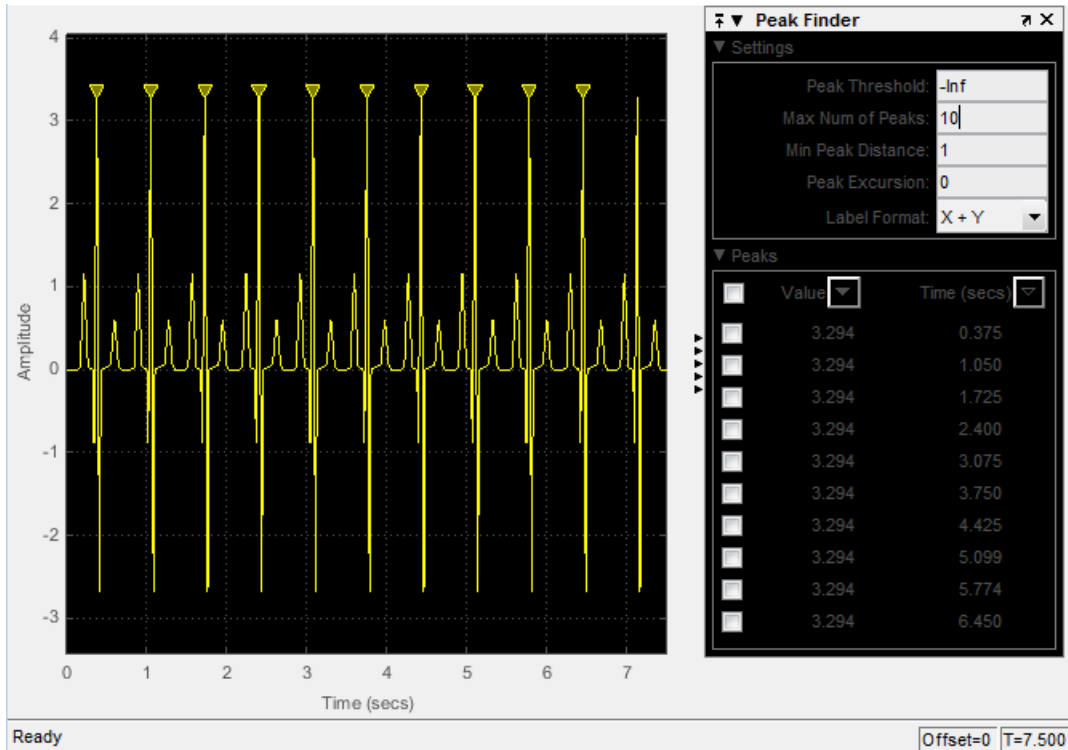 4
3
2
1
0
-1
-2
-3
Amplitude
0 1 2 3 4 5 6 7
Time (secs)
Peak Finder
Settings
Peak Threshold: -Inf
Max Num of Peaks: 10
Min Peak Distance: 1
Peak Excursion: 0
Label Format: X + Y
Peaks
Value Time (secs)
3.294 0.375
3.294 1.050
3.294 1.725
3.294 2.400
3.294 3.075
3.294 3.750
3.294 4.425
3.294 5.099
3.294 5.774
3.294 6.450
Ready
Offset=0 T=7.500